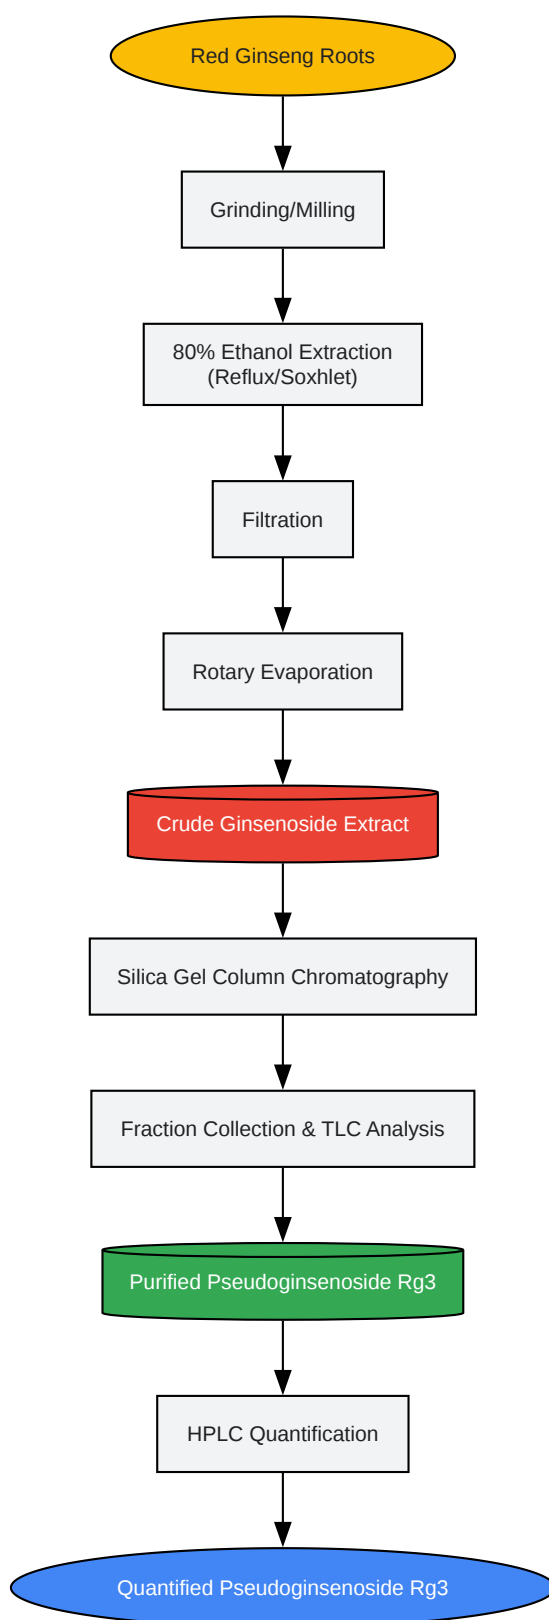 Red Ginseng Roots
Grinding/Milling
80% Ethanol Extraction
(Reflux/Soxhlet)
Filtration
Rotary Evaporation
Crude Ginsenoside Extract
Silica Gel Column Chromatography
Fraction Collection & TLC Analysis
Purified Pseudoginsenoside Rg3
HPLC Quantification
Quantified Pseudoginsenoside Rg3